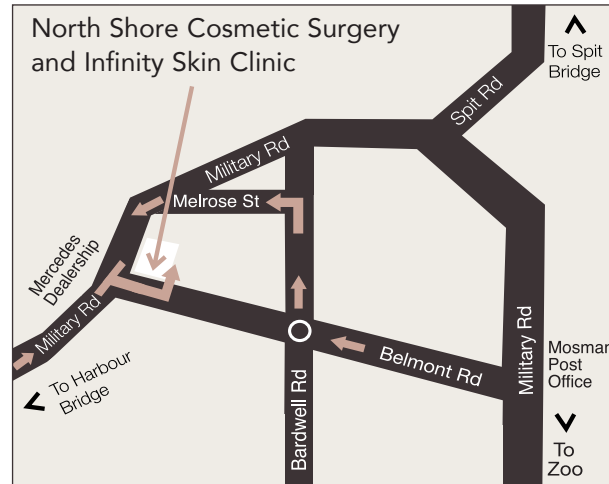 North Shore Cosmetic Surgery
and Infinity Skin Clinic
To Spit
Bridge
Spit Rd
Military Rd
Melrose St
Mercedes
Dealership
Military Rd
To Harbour
Bridge
Bardwell Rd
Belmont Rd
Military Rd
Mosman
Post
Office
To
Zoo